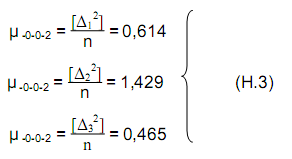 μ -0-0-2 = [Δ₁²] / n = 0,614
μ -0-0-2 = [Δ₂²] / n = 1,429 (H.3)
μ -0-0-2 = [Δ₃²] / n = 0,465